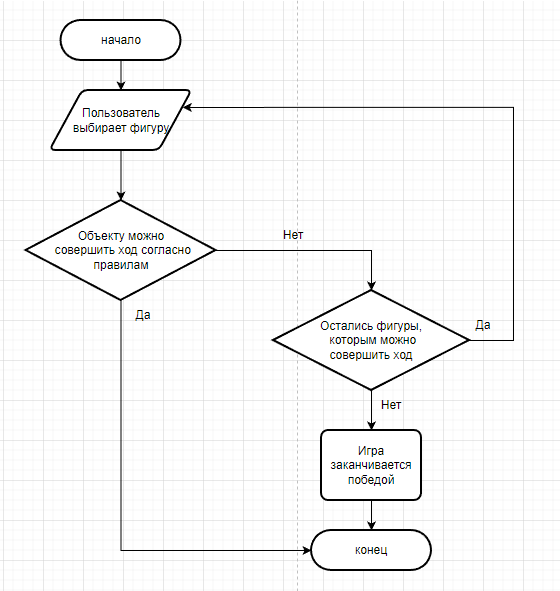 начало
Пользователь
выбирает фигуру
Объекту можно
совершить ход согласно
правилам
Нет
Да
Остались фигуры,
которым можно
совершить ход
Да
Нет
Игра
заканчивается
победой
конец